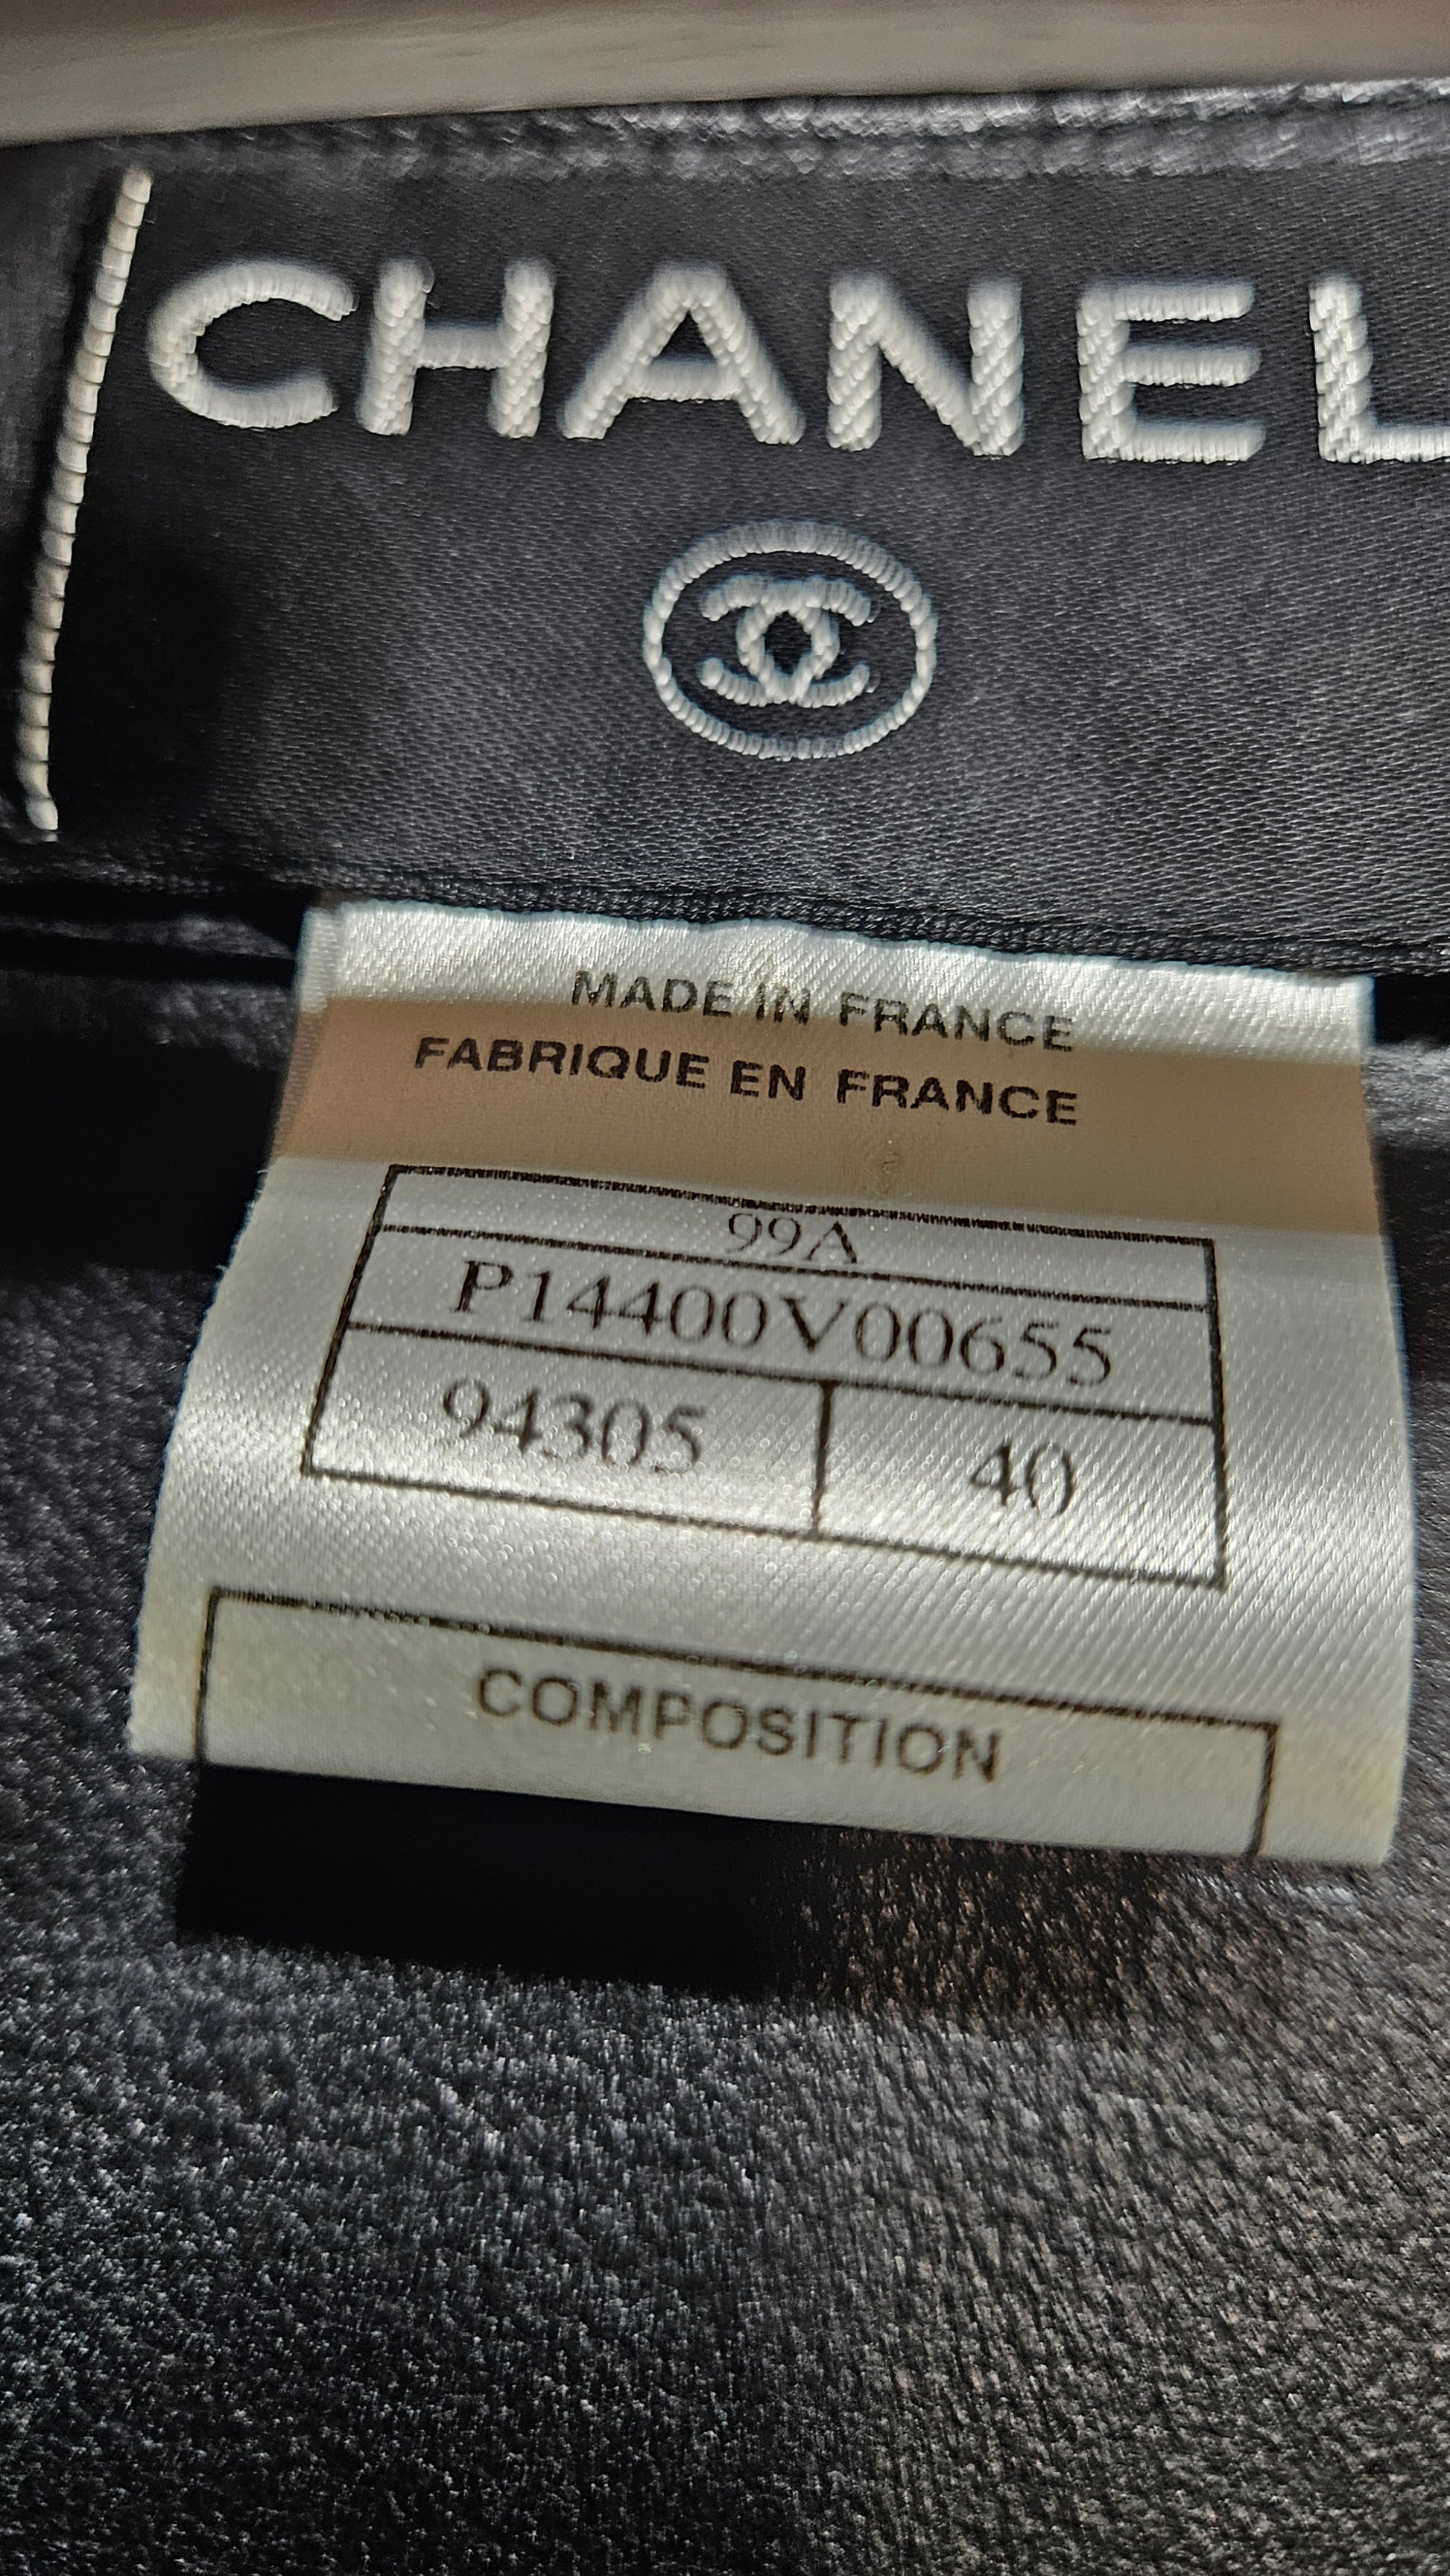 CHANEL
MADE IN FRANCE
FABRIQUE EN FRANCE
99A
P14400V00655
94305 40
COMPOSITION